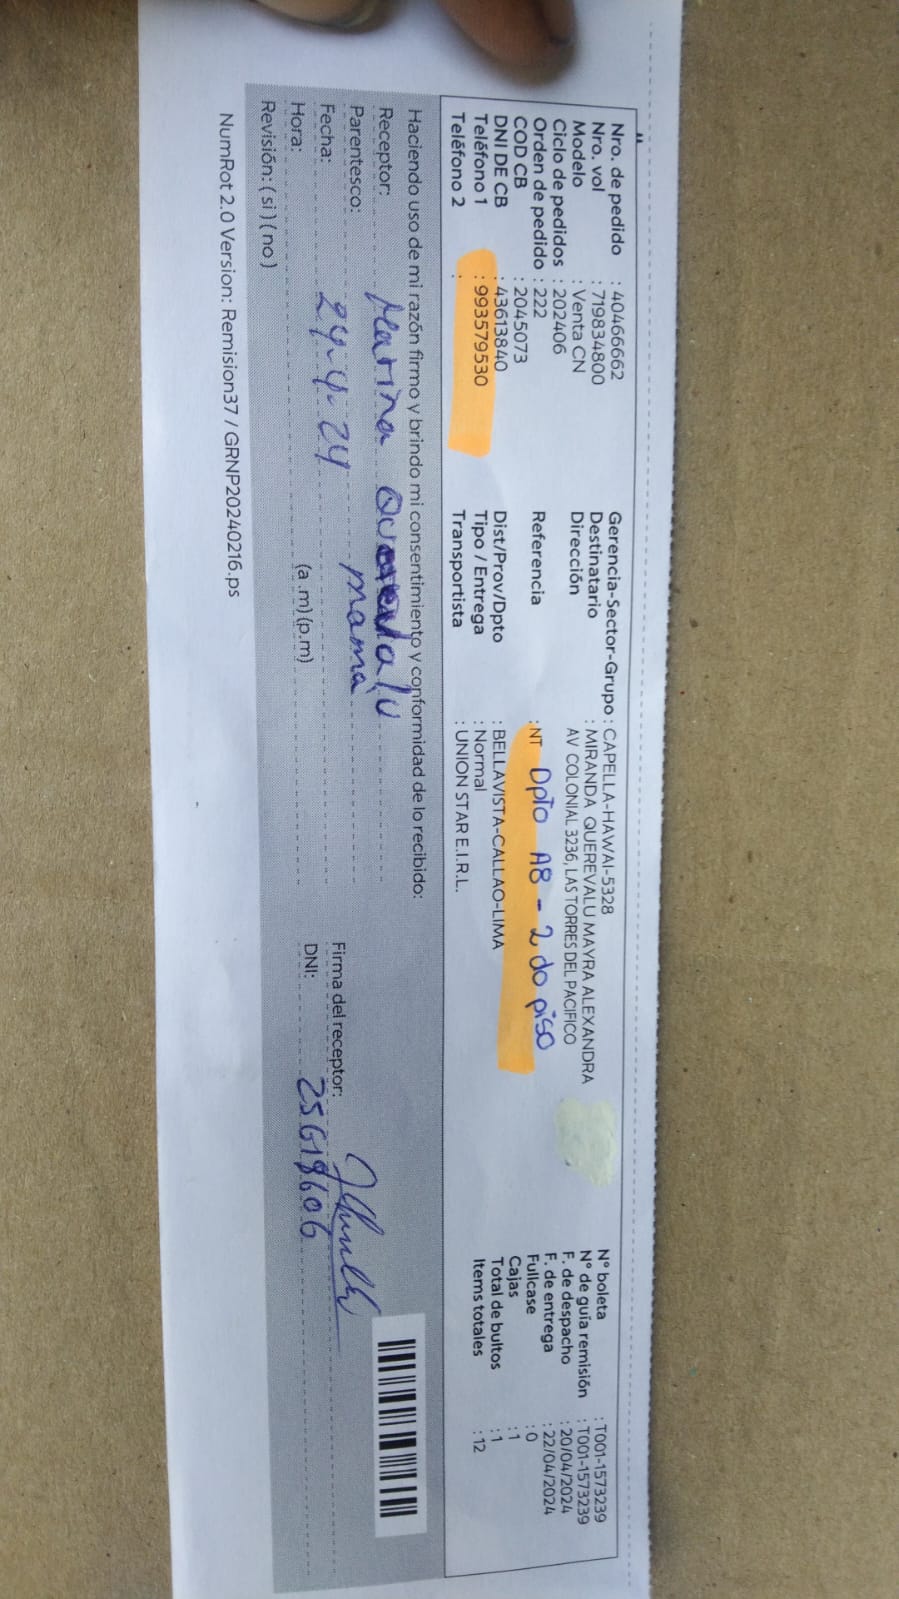 Nro. de pedido : 40466662
Nro. vol : 719834800
Modelo : Venta CN
Ciclo de pedidos : 202406
Orden de pedido : 222
COD CB : 2045073
DNI DE CB : 43613840
Teléfono 1 : 993579530
Teléfono 2 :
Gerencia-Sector-Grupo : CAPELLA-HAWAI-5328
Destinatario : MIRANDA QUEREVALU MAYRA ALEXANDRA
Dirección AV COLONIAL 3236, LAS TORRES DEL PACIFICO
Referencia : NT Dpto A8 - 2 do piso
Dist/Prov/Dpto : BELLAVISTA-CALLAO-LIMA
Tipo / Entrega : Normal
Transportista : UNION STAR E.I.R.L.
N° boleta : T001-1573239
N° de guía remisión : T001-1573239
F. de despacho : 20/04/2024
F. de entrega : 22/04/2024
Fullcase : 0
Cajas : 1
Total de bultos : 1
Items totales : 12
Haciendo uso de mi razón firmo y brindo mi consentimiento y conformidad de lo recibido:
Receptor: Marina
Parentesco: mamá
Fecha: 24-4-24
Hora: (a .m) (p.m)
Revisión: ( si ) ( no )
Firma del receptor:
DNI: 25618606
NumRot 2.0 Version: Remision37 / GRNP20240216.ps